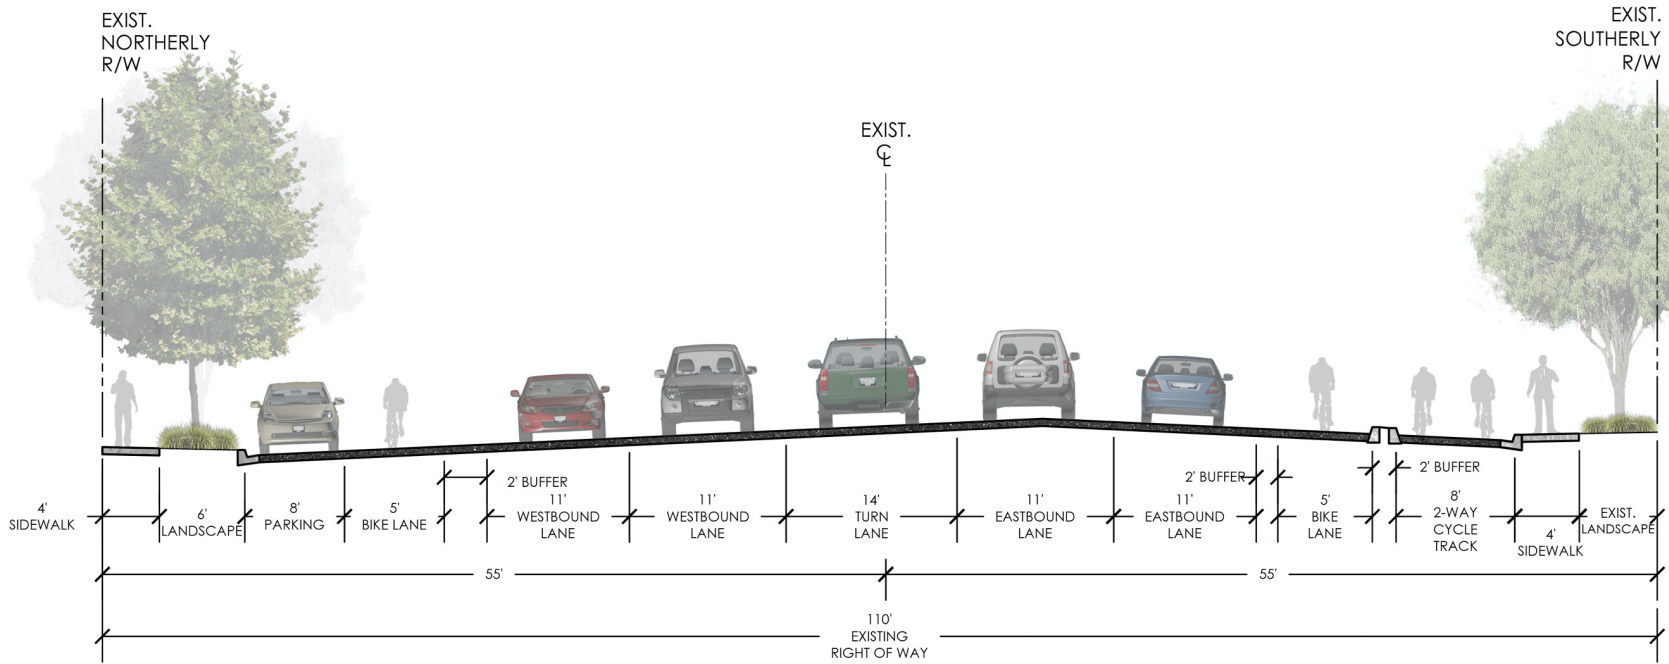 EXIST.
NORTHERLY
R/W
EXIST.
SOUTHERLY
R/W
EXIST.
℄
2' BUFFER
2' BUFFER
2' BUFFER
4'
SIDEWALK
6'
LANDSCAPE
8'
PARKING
5'
BIKE LANE
11'
WESTBOUND
LANE
11'
WESTBOUND
LANE
14'
TURN
LANE
11'
EASTBOUND
LANE
11'
EASTBOUND
LANE
5'
BIKE
LANE
8'
2-WAY
CYCLE
TRACK
4'
SIDEWALK
EXIST.
LANDSCAPE
55'
55'
110'
EXISTING
RIGHT OF WAY